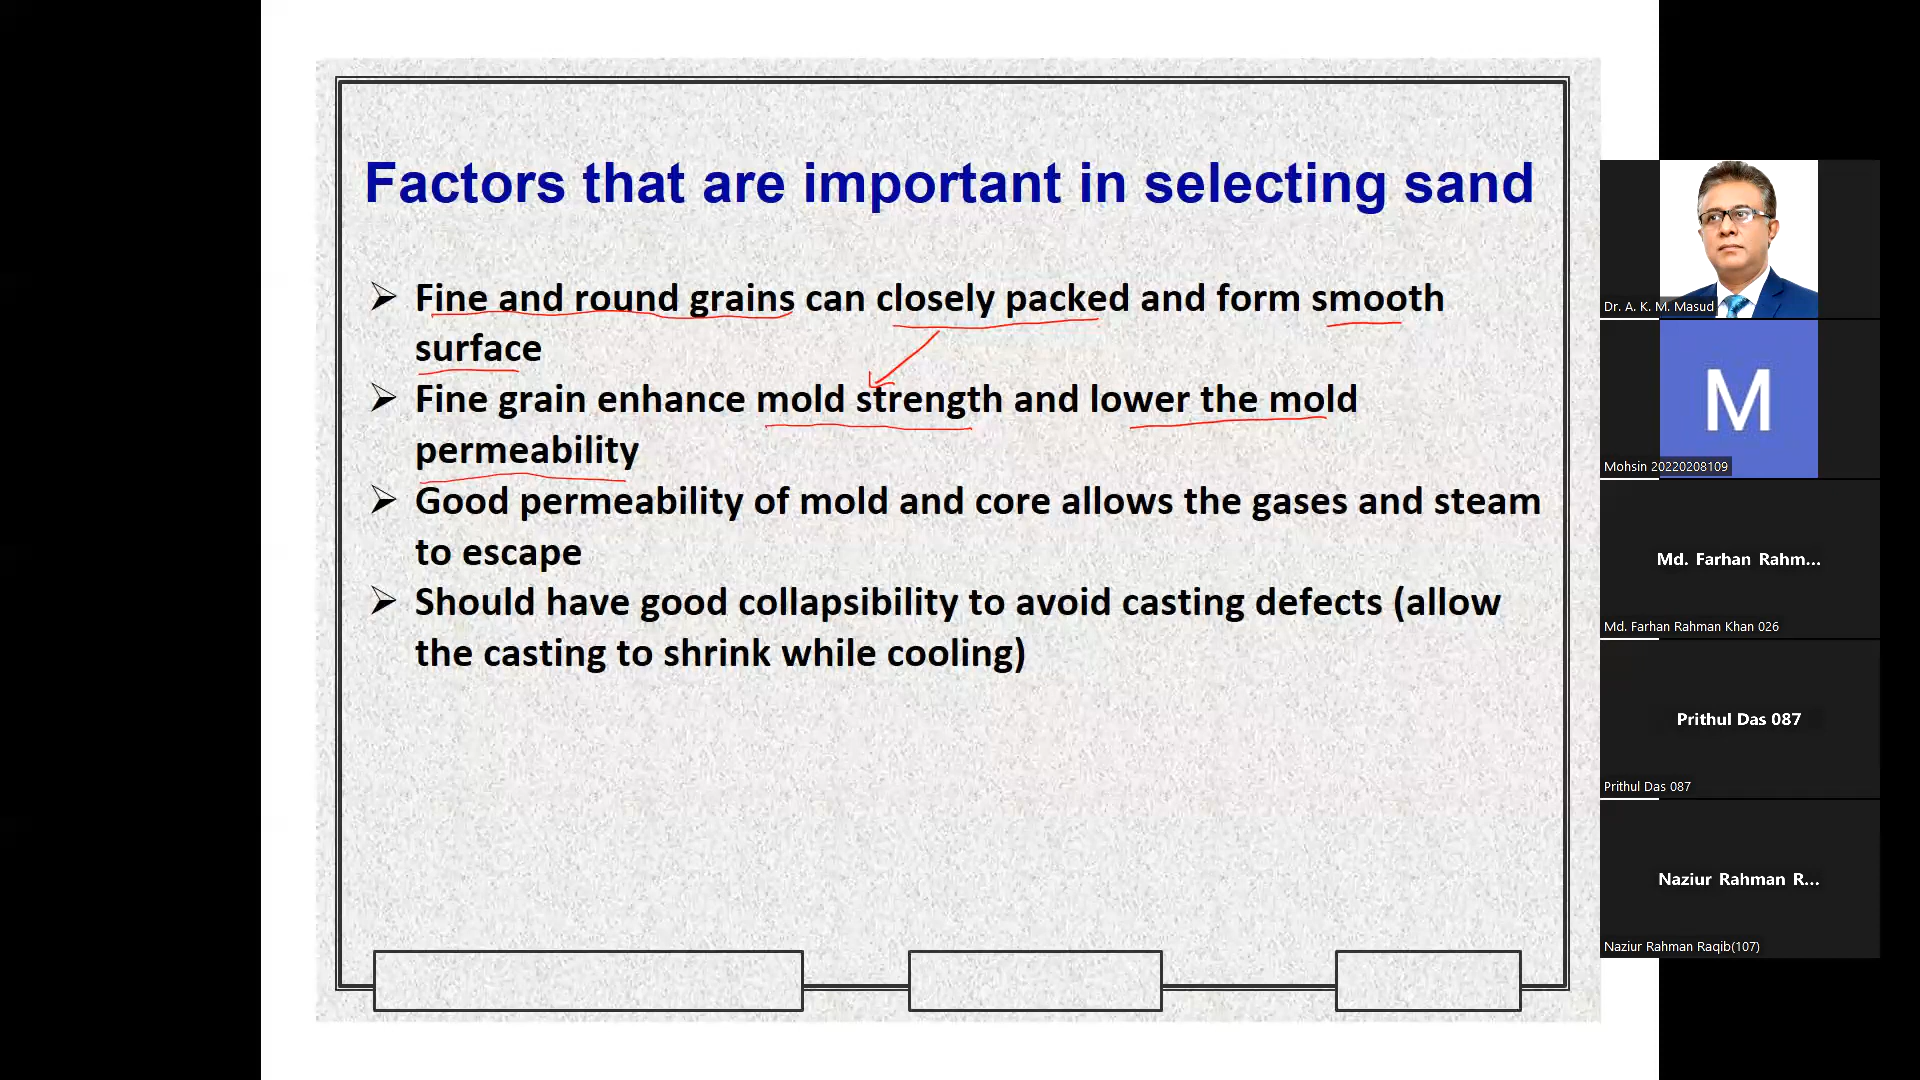 Factors that are important in selecting sand
Fine and round grains can closely packed and form smooth
surface
Fine grain enhance mold strength and lower the mold
permeability
Good permeability of mold and core allows the gases and steam
to escape
Should have good collapsibility to avoid casting defects (allow
the casting to shrink while cooling)
Dr. A. K. M. Masud
M
Mohsin 20220208109
Md. Farhan Rahm...
Md. Farhan Rahman Khan 026
Prithul Das 087
Prithul Das 087
Naziur Rahman R...
Naziur Rahman Raqib(107)